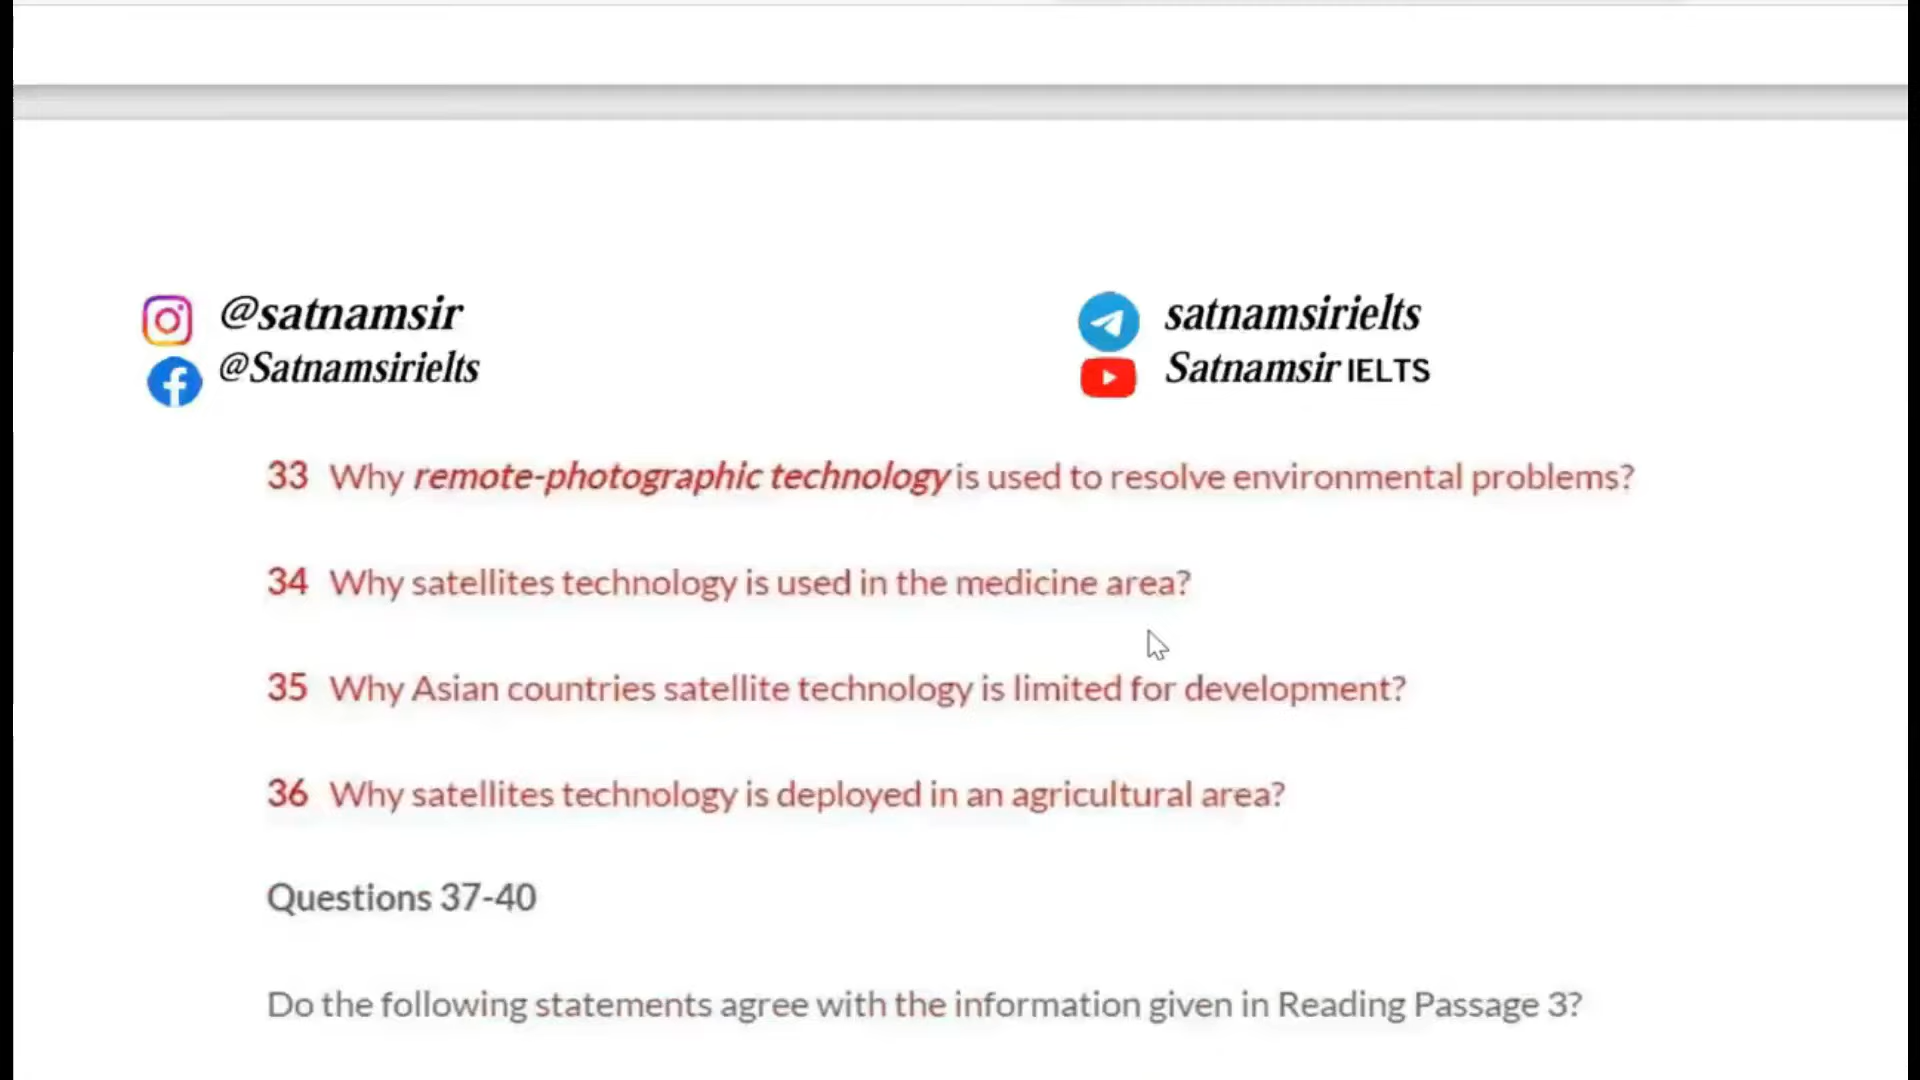 @satnamsir
@Satnamsirielts
satnamsirielts
Satnamsir IELTS
33 Why remote-photographic technology is used to resolve environmental problems?
34 Why satellites technology is used in the medicine area?
35 Why Asian countries satellite technology is limited for development?
36 Why satellites technology is deployed in an agricultural area?
Questions 37-40
Do the following statements agree with the information given in Reading Passage 3?